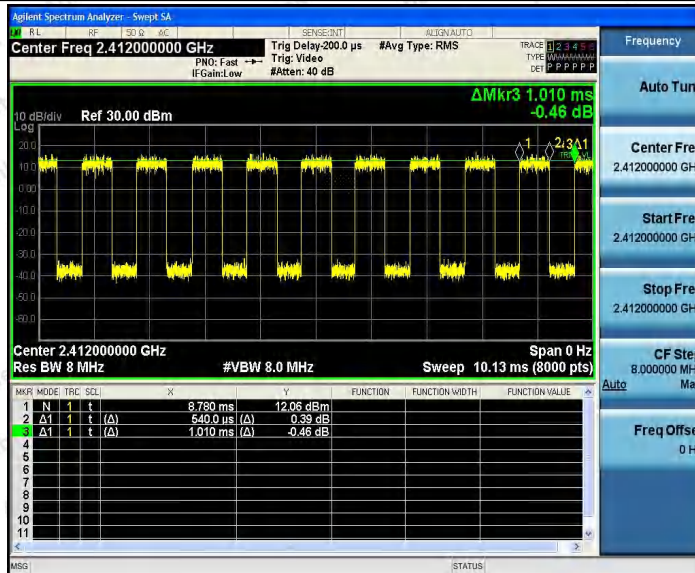 Agilent Spectrum Analyzer - Swept SA
RL RF 50 Ω AC SENSE:INT ALIGN AUTO
Center Freq 2.412000000 GHz
PNO: Fast
IFGain:Low
Trig Delay-200.0 µs
Trig: Video
#Atten: 40 dB
#Avg Type: RMS
TRACE 1 2 3 4 5 6
TYPE
DET P P P P P P
ΔMkr3 1.010 ms
-0.46 dB
10 dB/div Ref 30.00 dBm
Log
20.0
10.0
0.00
-10.0
-20.0
-30.0
-40.0
-50.0
-60.0
1 2Δ 3Δ1
Center 2.412000000 GHz Span 0 Hz
Res BW 8 MHz #VBW 8.0 MHz Sweep 10.13 ms (8000 pts)
MKR MODE TRC SCL X Y FUNCTION FUNCTION WIDTH FUNCTION VALUE
1 N 1 t 8.780 ms 12.06 dBm
2 Δ1 1 t (Δ) 540.0 µs (Δ) 0.39 dB
3 Δ1 1 t (Δ) 1.010 ms (Δ) -0.46 dB
4
5
6
7
8
9
10
11
MSG STATUS
Frequency
Auto Tun
Center Fre
2.412000000 GH
Start Fre
2.412000000 GH
Stop Fre
2.412000000 GH
CF Ste
8.000000 MH
Auto Ma
Freq Offse
0 H